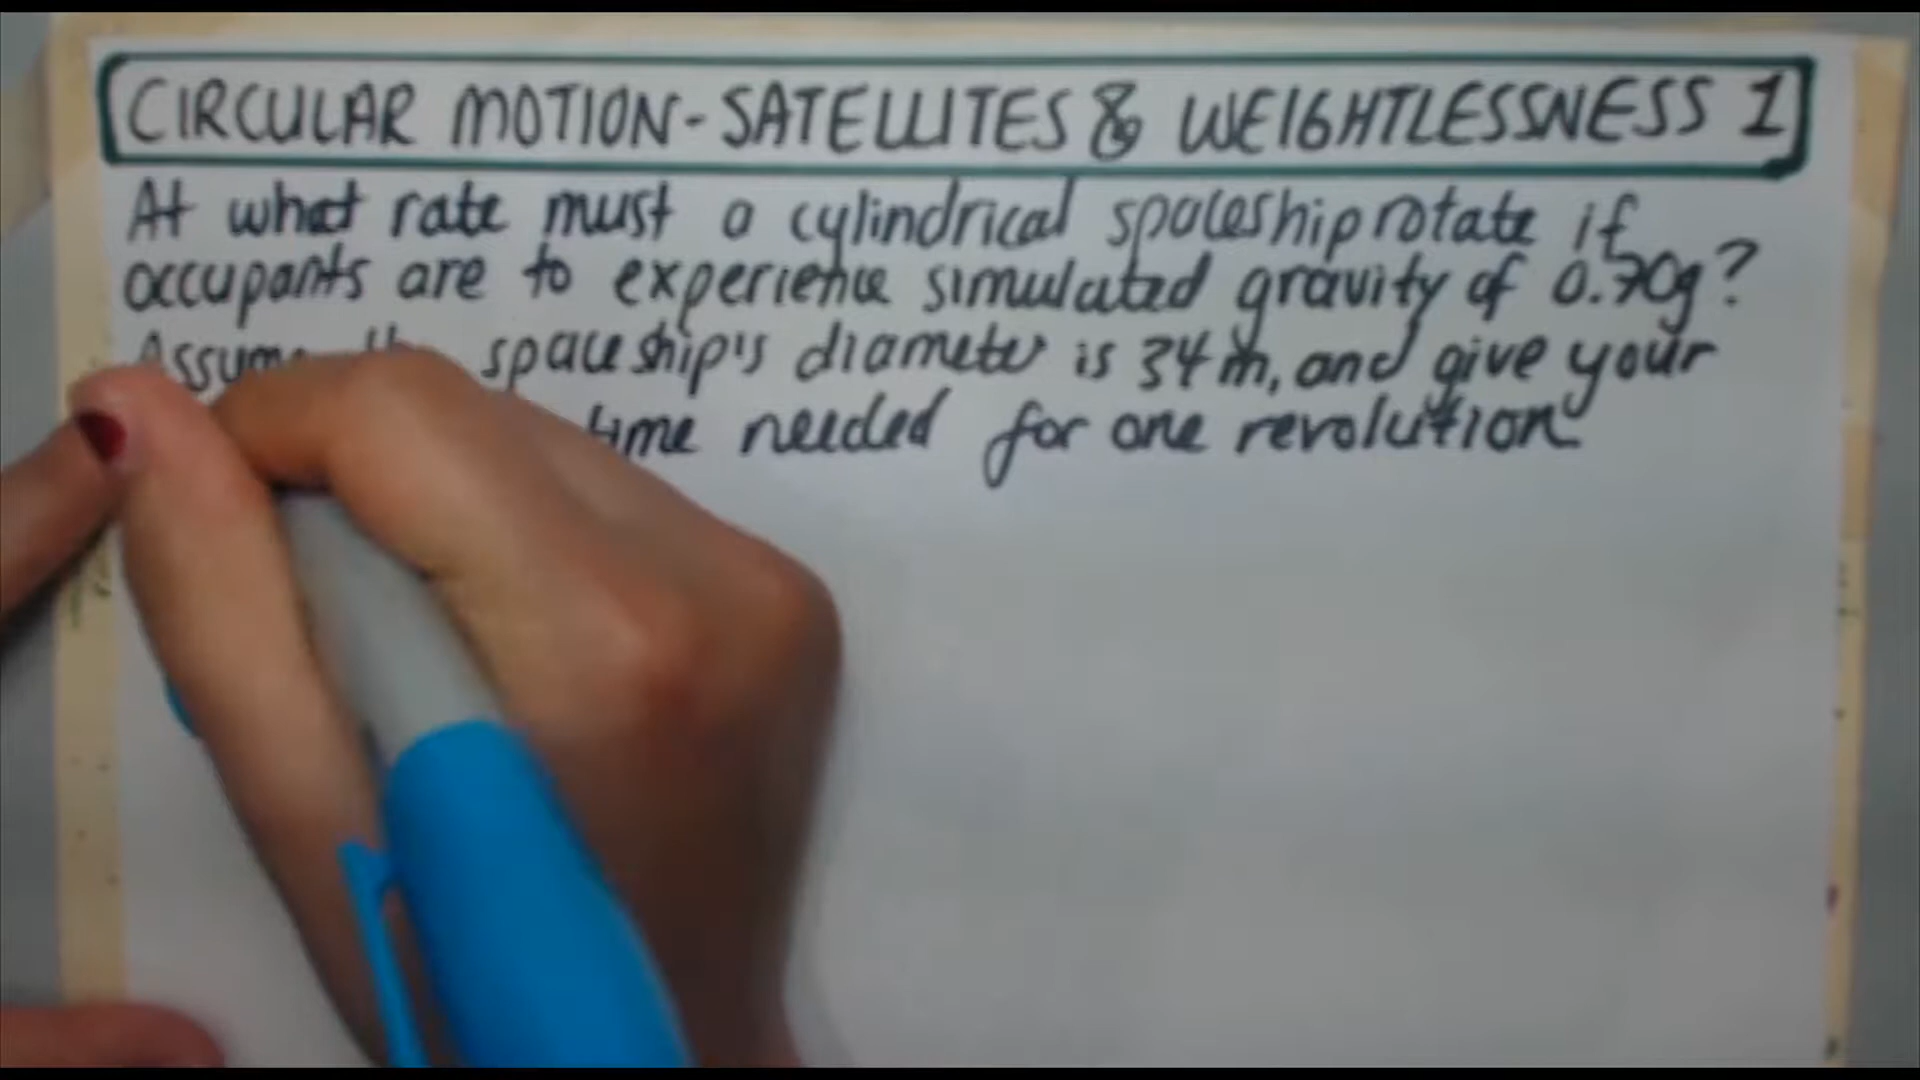 CIRCULAR MOTION-SATELLITES & WEIGHTLESSNESS 1
At what rate must a cylindrical spaceship rotate if
occupants are to experience simulated gravity of 0.70g?
spaceship's diameter is 34 m, and give your
time needed for one revolution